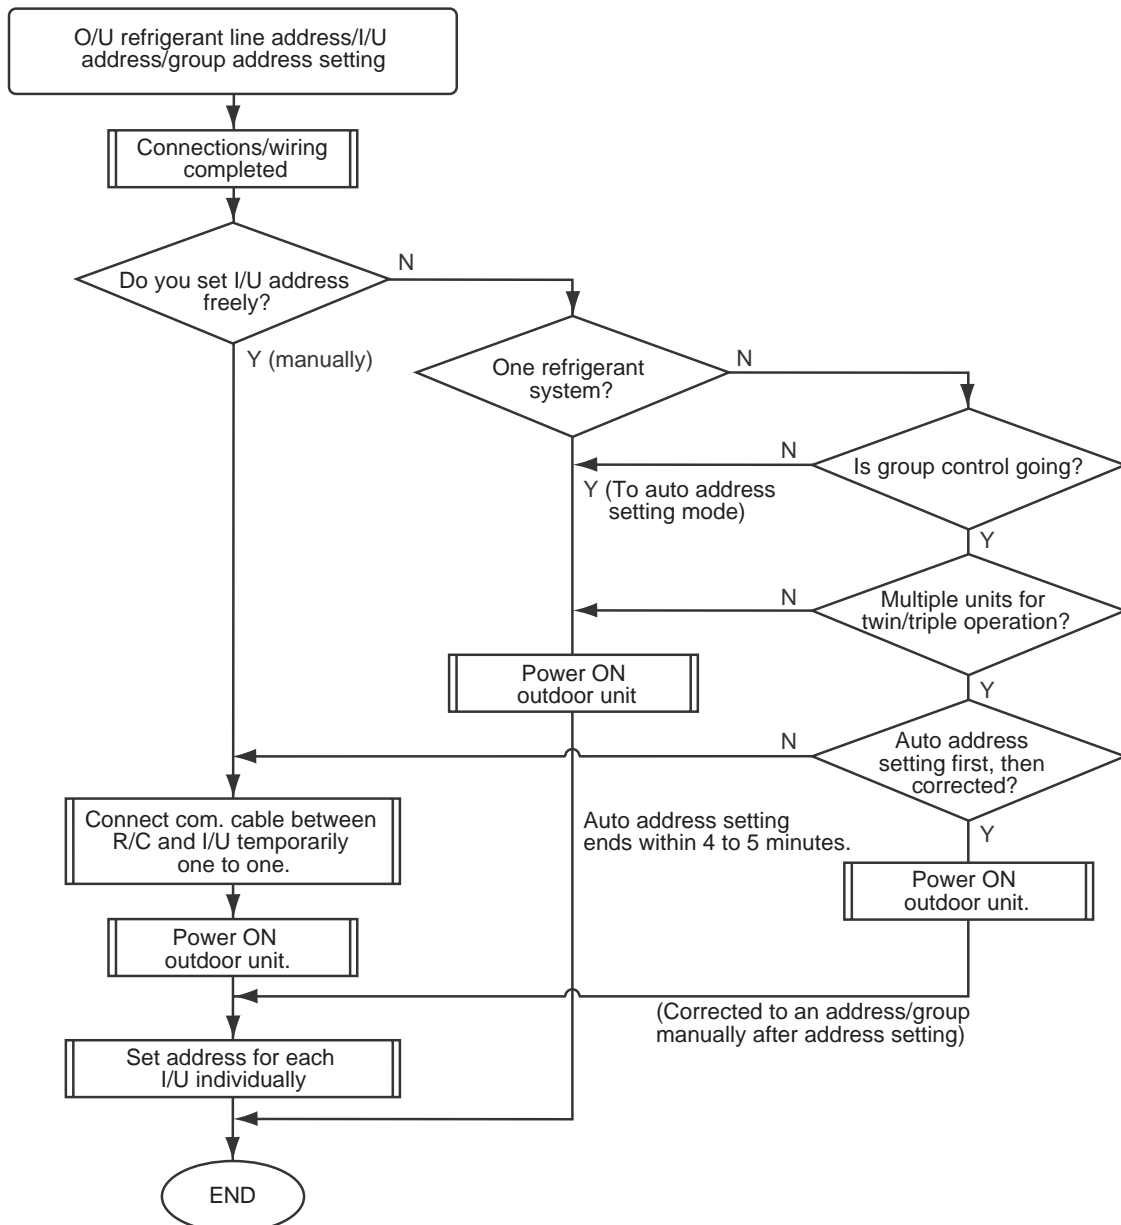 O/U refrigerant line address/I/U
address/group address setting
Connections/wiring
completed
Do you set I/U address
freely?
N
Y (manually)
One refrigerant
system?
N
Is group control going?
N
Y (To auto address
setting mode)
Y
Multiple units for
twin/triple operation?
N
Power ON
outdoor unit
Y
Auto address
setting first, then
corrected?
N
Connect com. cable between
R/C and I/U temporarily
one to one.
Auto address setting
ends within 4 to 5 minutes.
Y
Power ON
outdoor unit.
Power ON
outdoor unit.
(Corrected to an address/group
manually after address setting)
Set address for each
I/U individually
END